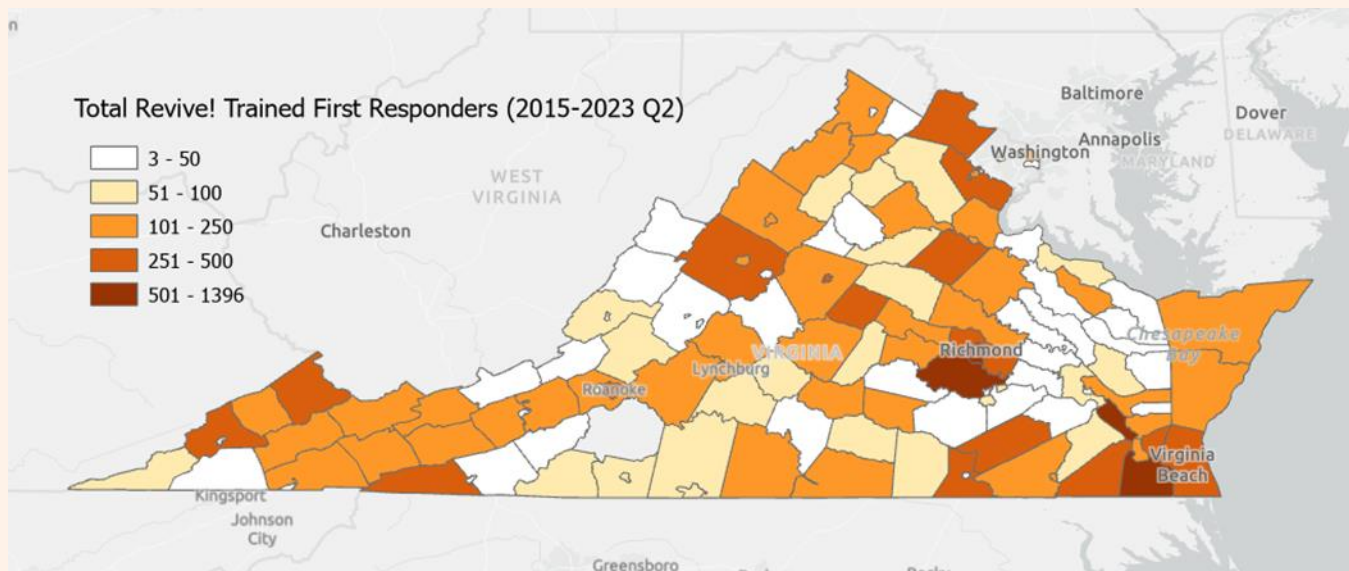 n
Total Revive! Trained First Responders (2015-2023 Q2)
3 - 50
51 - 100
101 - 250
251 - 500
501 - 1396
Baltimore
Dover
Annapolis
DELAWARE
Washington
MARYLAND
WEST
VIRGINIA
Charleston
Chesapeake
Bay
VIRGINIA
Richmond
Lynchburg
Roanoke
Virginia
Beach
Kingsport
Johnson
City
Greensboro